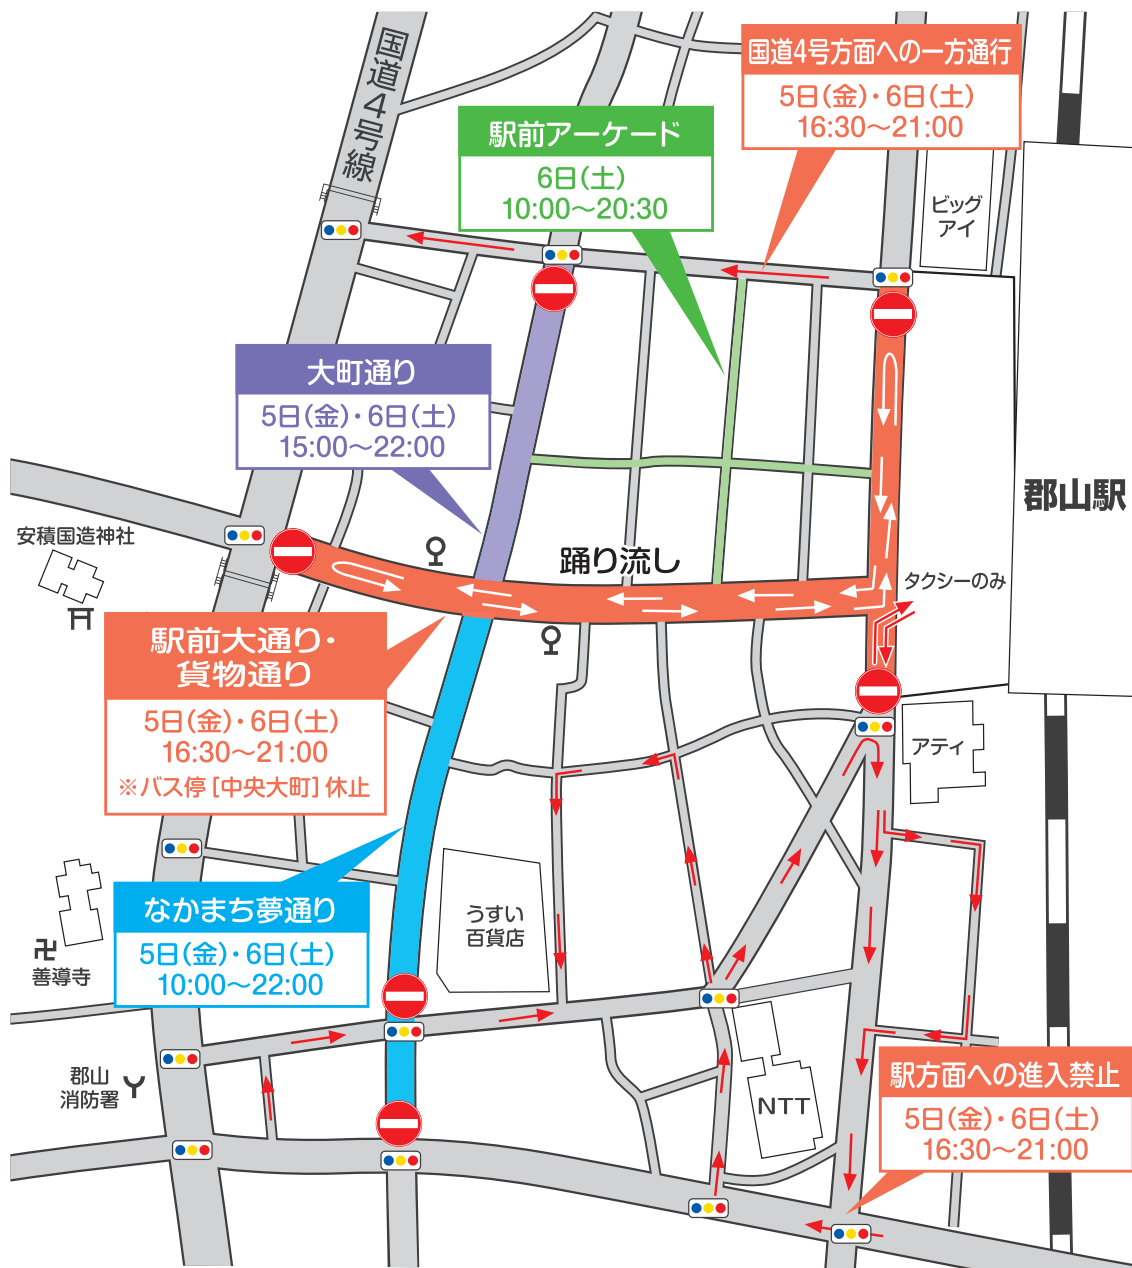 国道4号線
国道4号方面への一方通行
5日(金)・6日(土)
16:30〜21:00
駅前アーケード
6日(土)
10:00〜20:30
ビッグ
アイ
大町通り
5日(金)・6日(土)
15:00〜22:00
郡山駅
安積国造神社
踊り流し
タクシーのみ
駅前大通り・
貨物通り
5日(金)・6日(土)
16:30〜21:00
※バス停[中央大町]休止
アティ
なかまち夢通り
5日(金)・6日(土)
10:00〜22:00
うすい
百貨店
善導寺
郡山
消防署
NTT
駅方面への進入禁止
5日(金)・6日(土)
16:30〜21:00